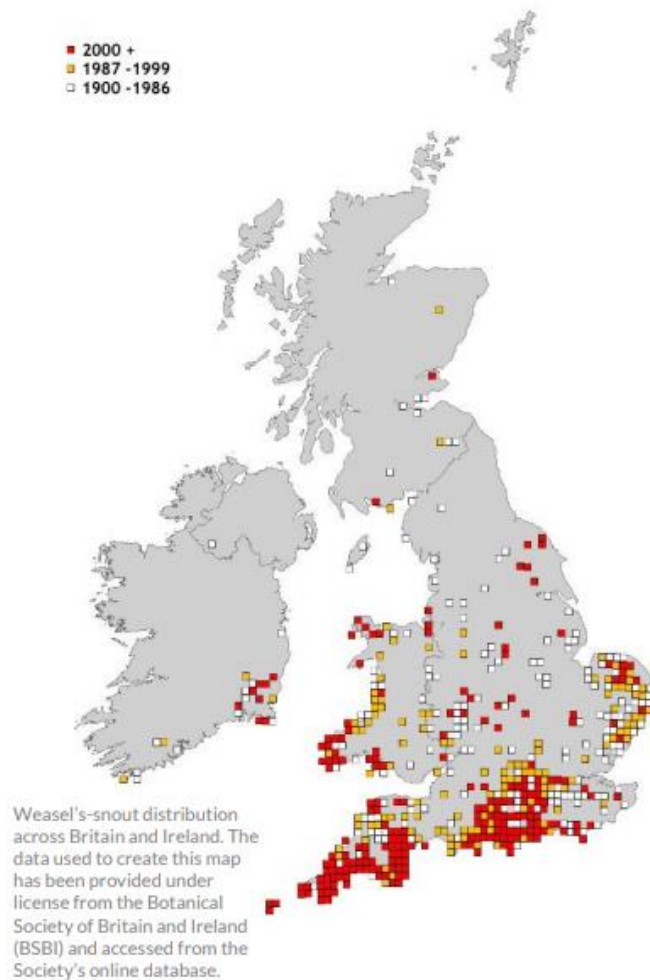 2000 +
1987 -1999
1900 -1986
Weasel's-snout distribution
across Britain and Ireland. The
data used to create this map
has been provided under
license from the Botanical
Society of Britain and Ireland
(BSBI) and accessed from the
Society's online database.